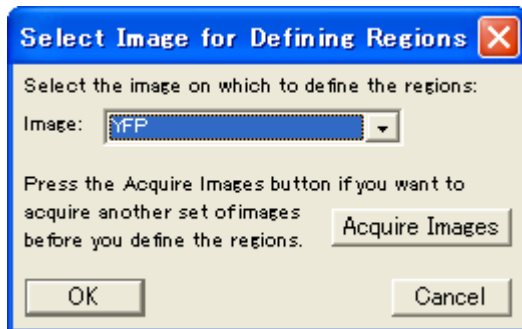 Select Image for Defining Regions
Select the image on which to define the regions:
Image: YFP
Press the Acquire Images button if you want to
acquire another set of images
before you define the regions.
Acquire Images
OK
Cancel